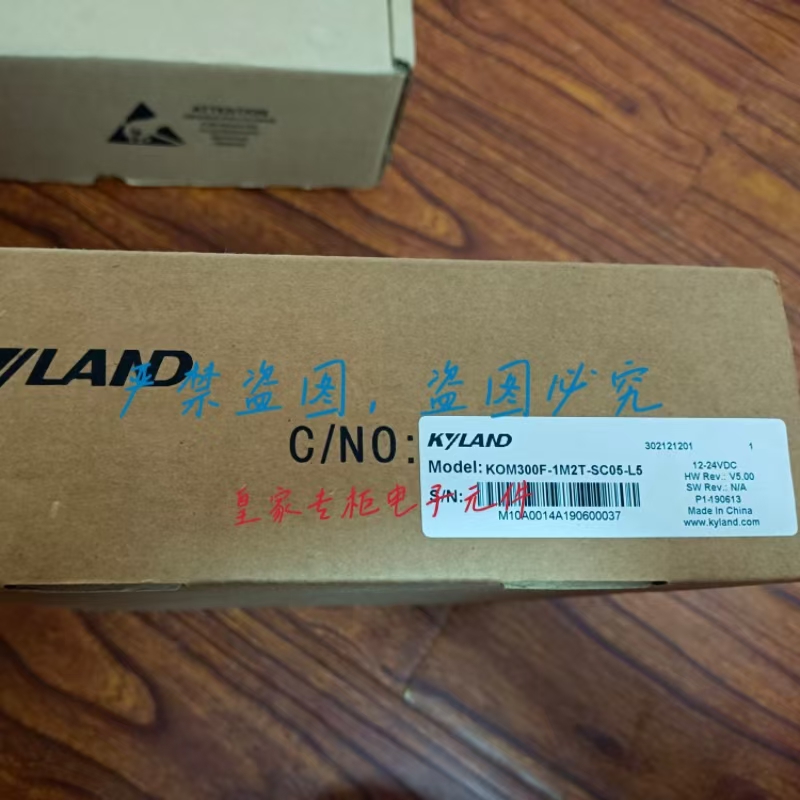 ATTENTION
KYLAND
严禁盗图，盗图必究
C/NO:
KYLAND
302121201 1
Model: KOM300F-1M2T-SC05-L5
12-24VDC
HW Rev.: V5.00
SW Rev.: N/A
P1-190613
Made In China
www.kyland.com
S/N:
M10A0014A190600037
皇家专柜电子元件